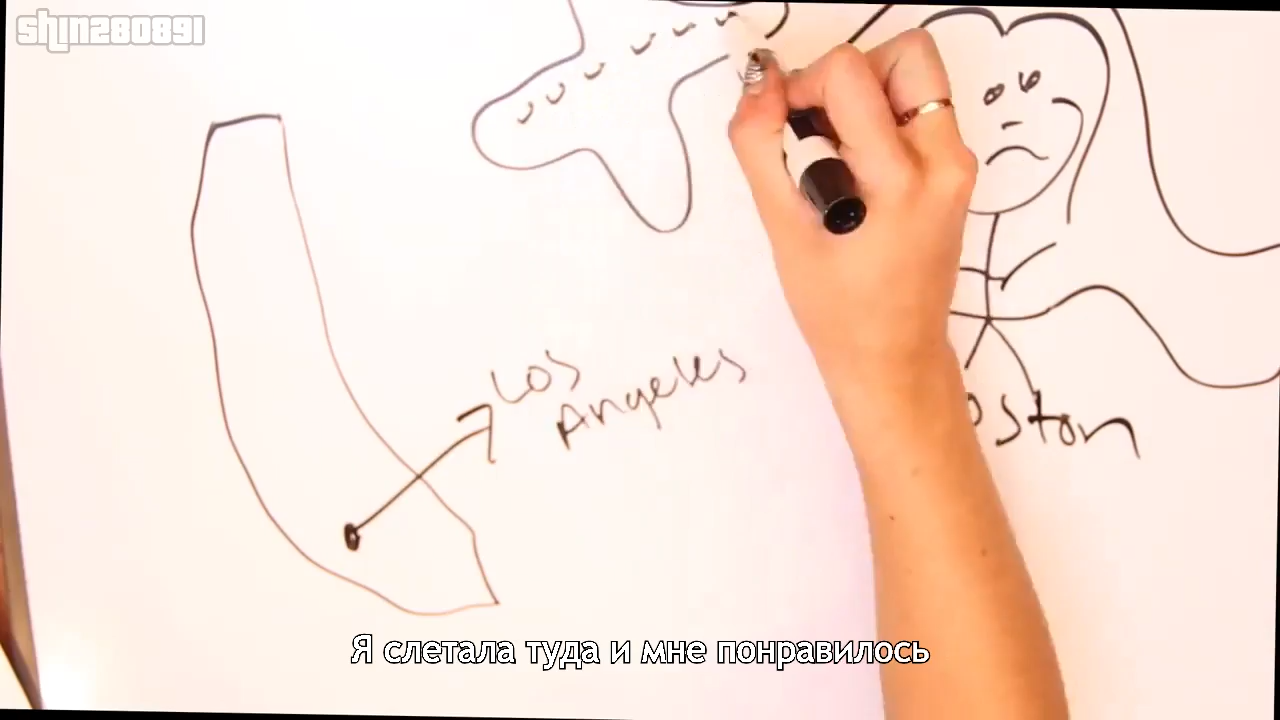 shin280891
Los
Angeles
oston
Я слетала туда и мне понравилось